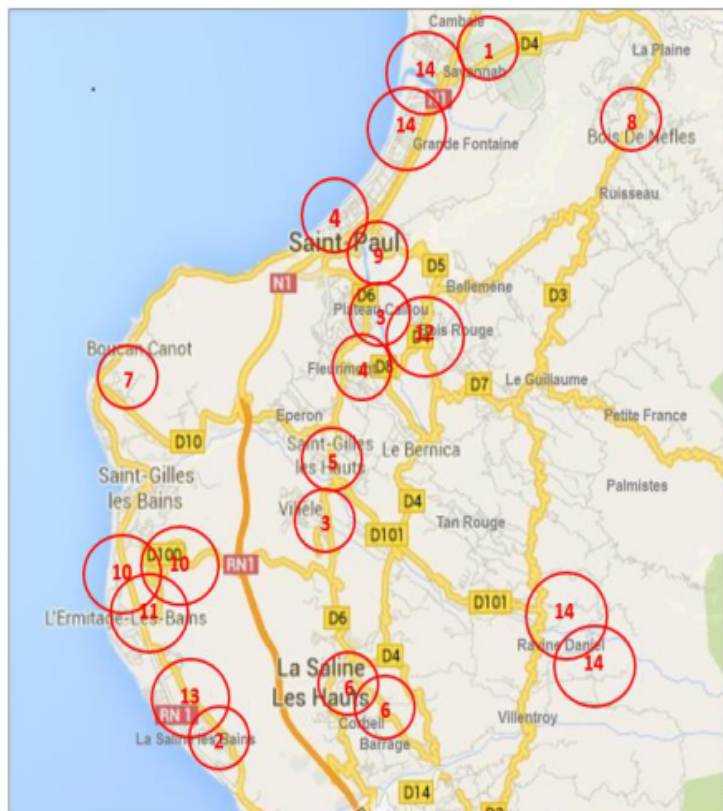 Cambaie
1
D4
La Plaine
14
Savannah
N1
14
8
Grande Fontaine
Bois De Nèfles
Ruisseau
4
Saint-Paul
9
D5
N1
D6
Bellemène
D3
Plateau Caillou
3
12
Bois Rouge
Boucan Canot
7
Fleurimont
4
D8
D7
Le Guillaume
Eperon
Petite France
D10
Saint-Gilles
les Hauts
5
Le Bernica
Saint-Gilles
les Bains
Palmistes
D4
3
Tan Rouge
D101
D100
10
10
RN1
11
L'Ermitage-Les-Bains
D6
D101
14
Ravine Daniel
D4
14
La Saline
Les Hauts
6
6
13
RN 1
Corbeil
Villentroy
La Saline les Bains
2
Barrage
D14